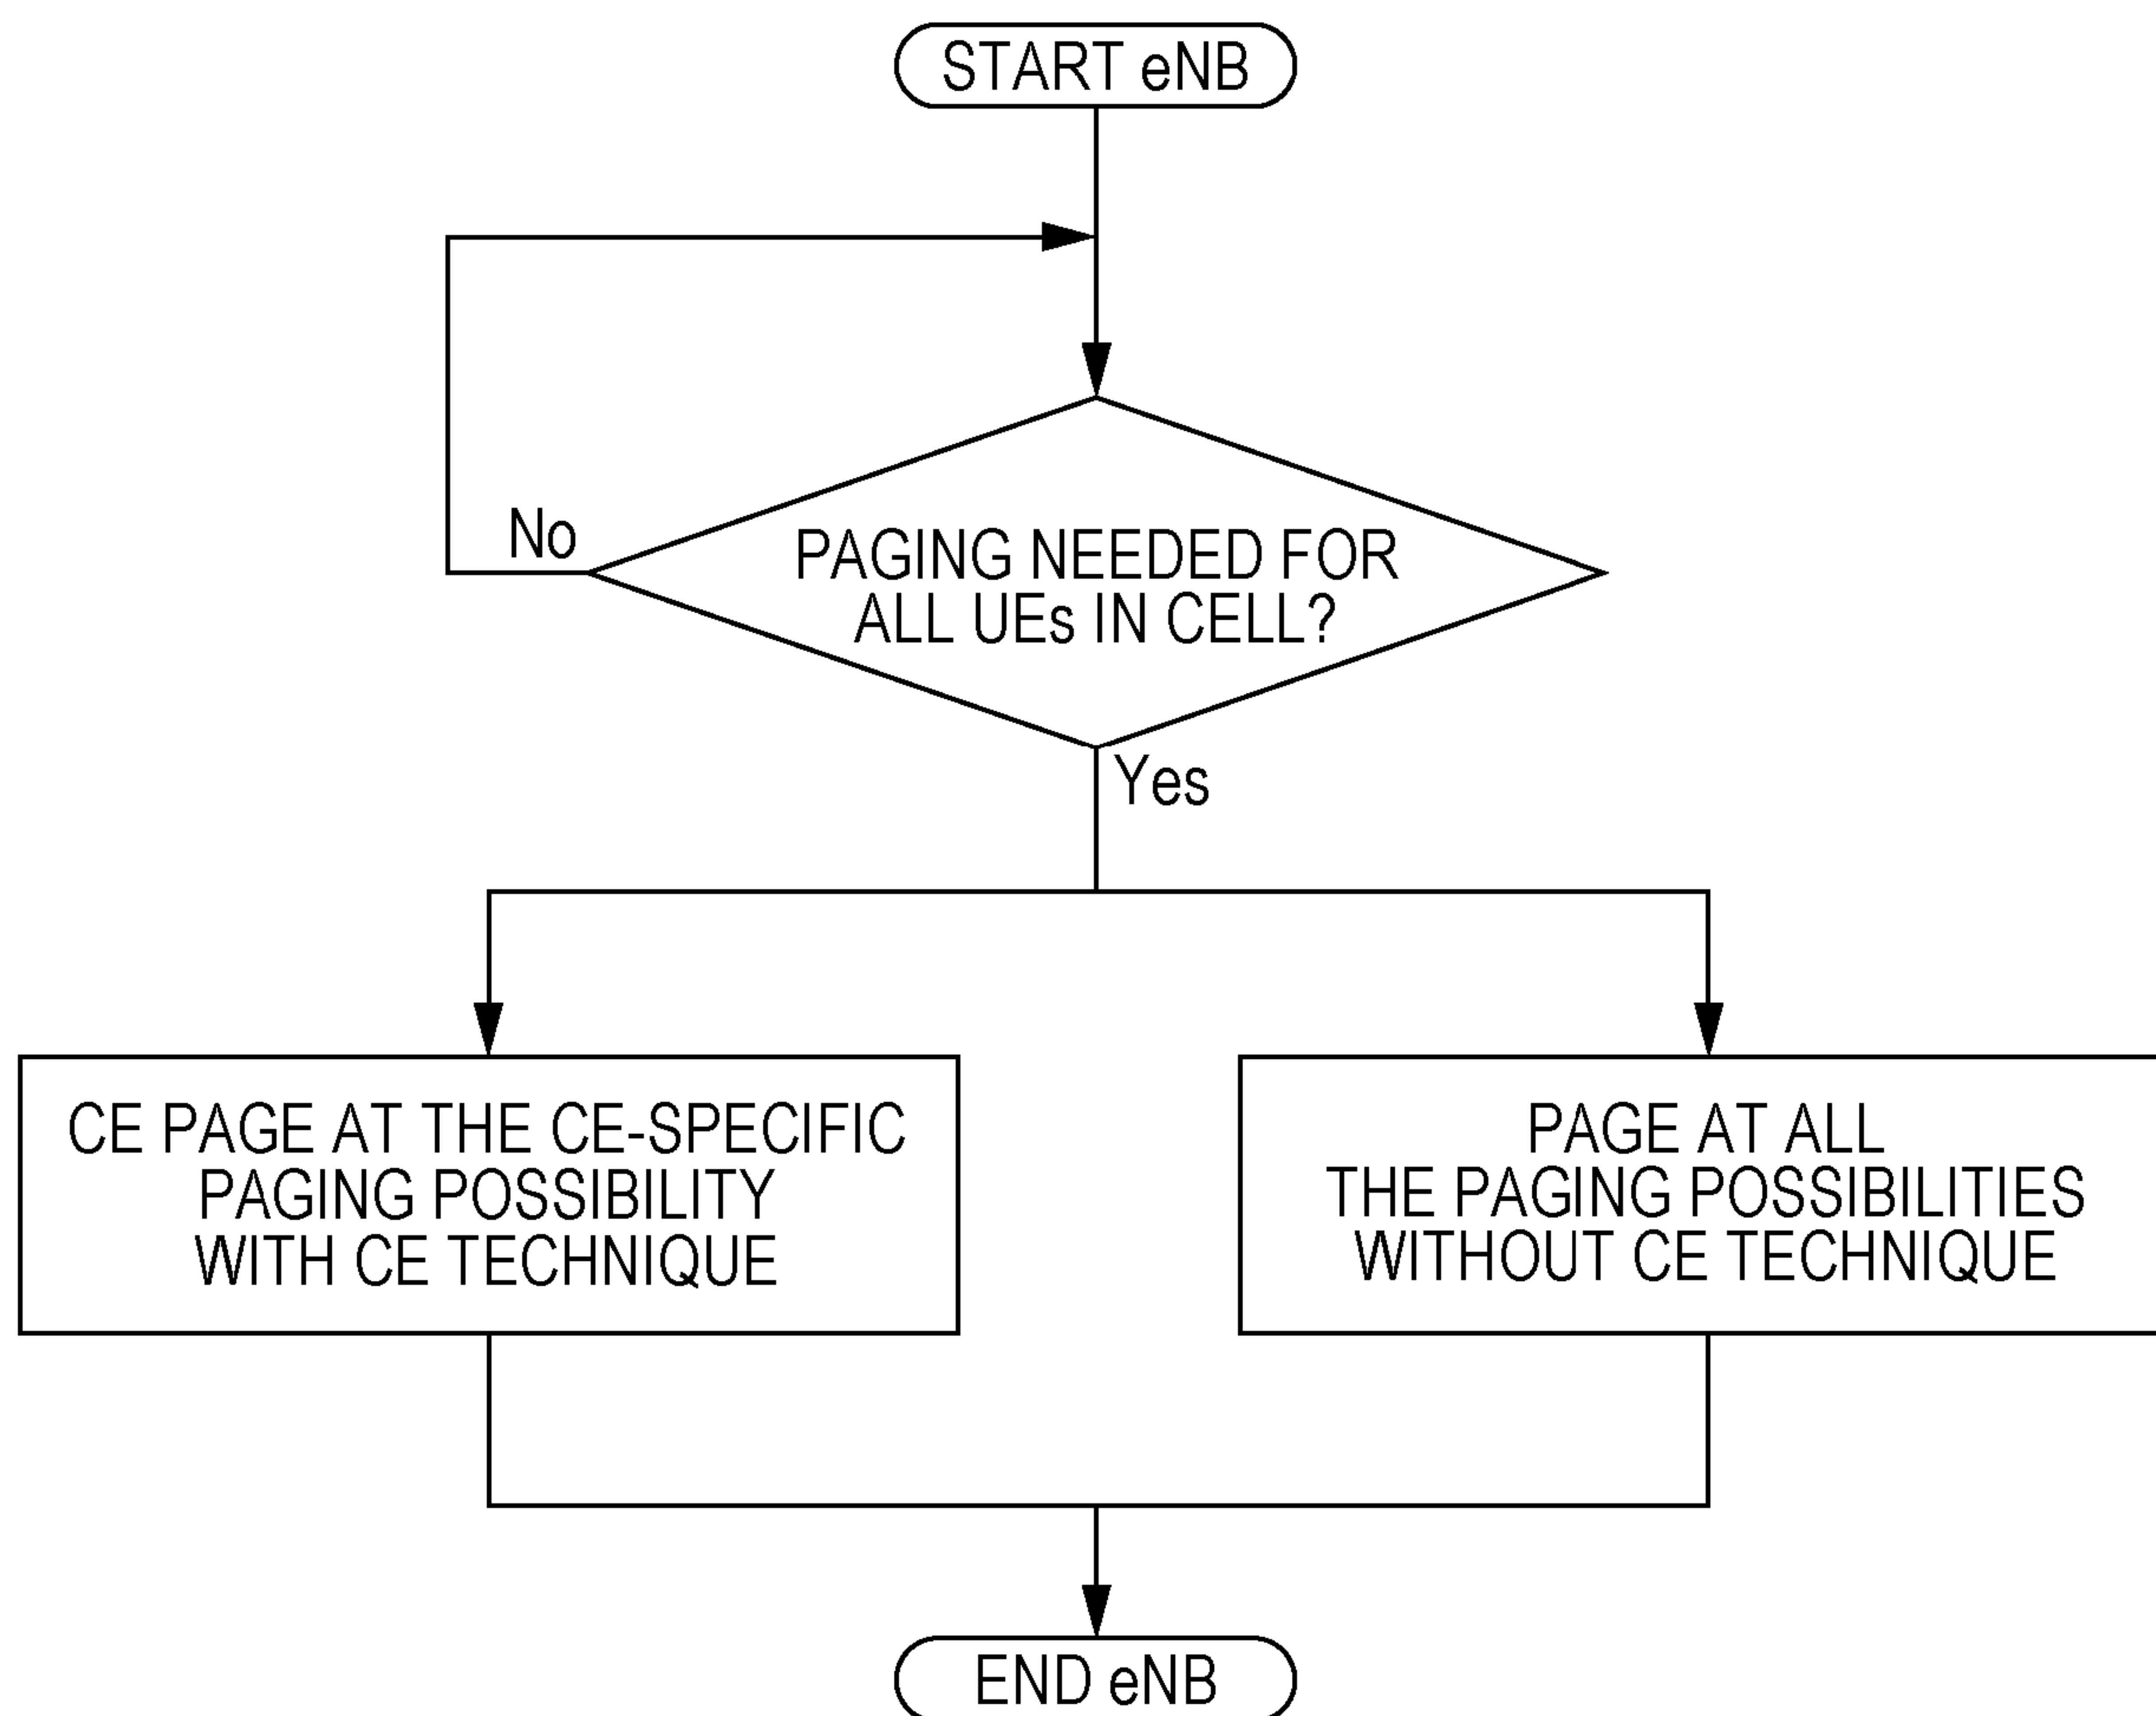 START eNB
No
PAGING NEEDED FOR
ALL UEs IN CELL?
Yes
CE PAGE AT THE CE-SPECIFIC
PAGING POSSIBILITY
WITH CE TECHNIQUE
PAGE AT ALL
THE PAGING POSSIBILITIES
WITHOUT CE TECHNIQUE
END eNB